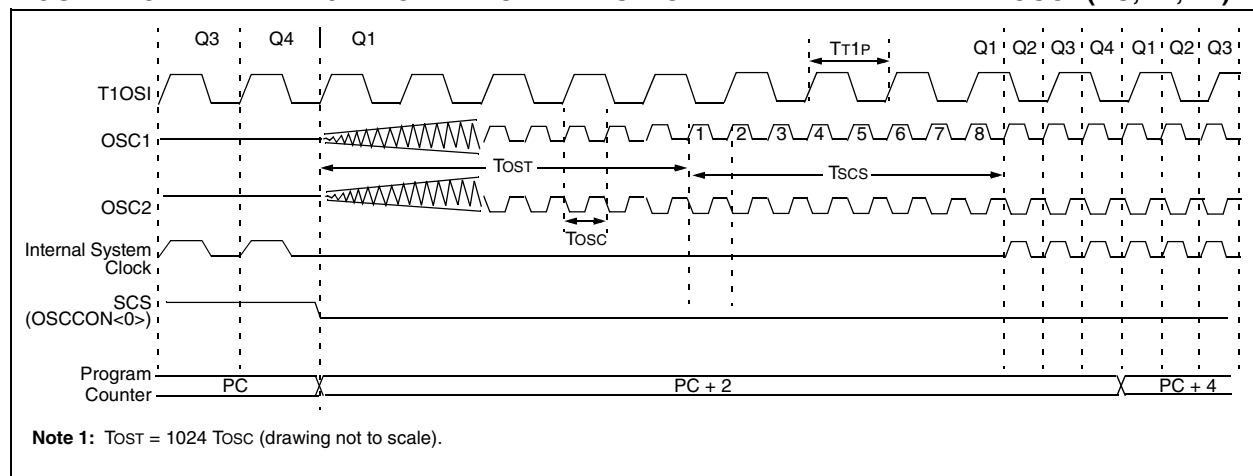 Q3 Q4 Q1 TT1P Q1 Q2 Q3 Q4 Q1 Q2 Q3
T1OSI
OSC1
1 2 3 4 5 6 7 8
TOST
TSCS
OSC2
TOSC
Internal System
Clock
SCS
(OSCCON<0>)
Program
Counter
PC PC + 2 PC + 4
Note 1: TOST = 1024 TOSC (drawing not to scale).